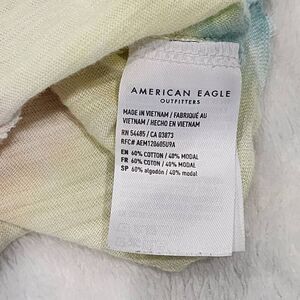 AMERICAN EAGLE
OUTFITTERS
MADE IN VIETNAM / FABRIQUÉ AU
VIETNAM / HECHO EN VIETNAM
RN 54485 / CA 03873
RFC# AEM120605U9A
EN 60% COTTON / 40% MODAL
FR 60% COTON / 40% MODAL
SP 60% algodón / 40% modal